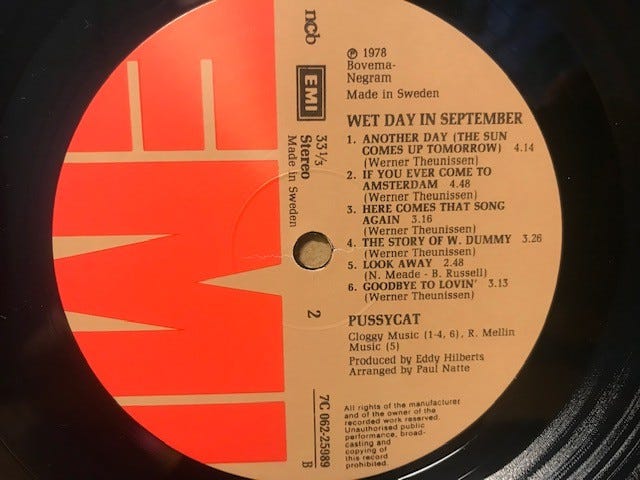 ncb
EMI
33 1/3
Stereo
Made in Sweden
2
7C 062-25989
B
℗ 1978
Bovema-
Negram
Made in Sweden
WET DAY IN SEPTEMBER
1. ANOTHER DAY (THE SUN
COMES UP TOMORROW) 4.14
(Werner Theunissen)
2. IF YOU EVER COME TO
AMSTERDAM 4.48
(Werner Theunissen)
3. HERE COMES THAT SONG
AGAIN 3.16
(Werner Theunissen)
4. THE STORY OF W. DUMMY 3.26
(Werner Theunissen)
5. LOOK AWAY 2.48
(N. Meade - B. Russell)
6. GOODBYE TO LOVIN' 3.13
(Werner Theunissen)
PUSSYCAT
Cloggy Music (1-4, 6), R. Mellin
Music (5)
Produced by Eddy Hilberts
Arranged by Paul Natte
All rights of the manufacturer
and of the owner of the
recorded work reserved.
Unauthorised public
performance, broad-
casting and
copying of
this record
prohibited.
EMI